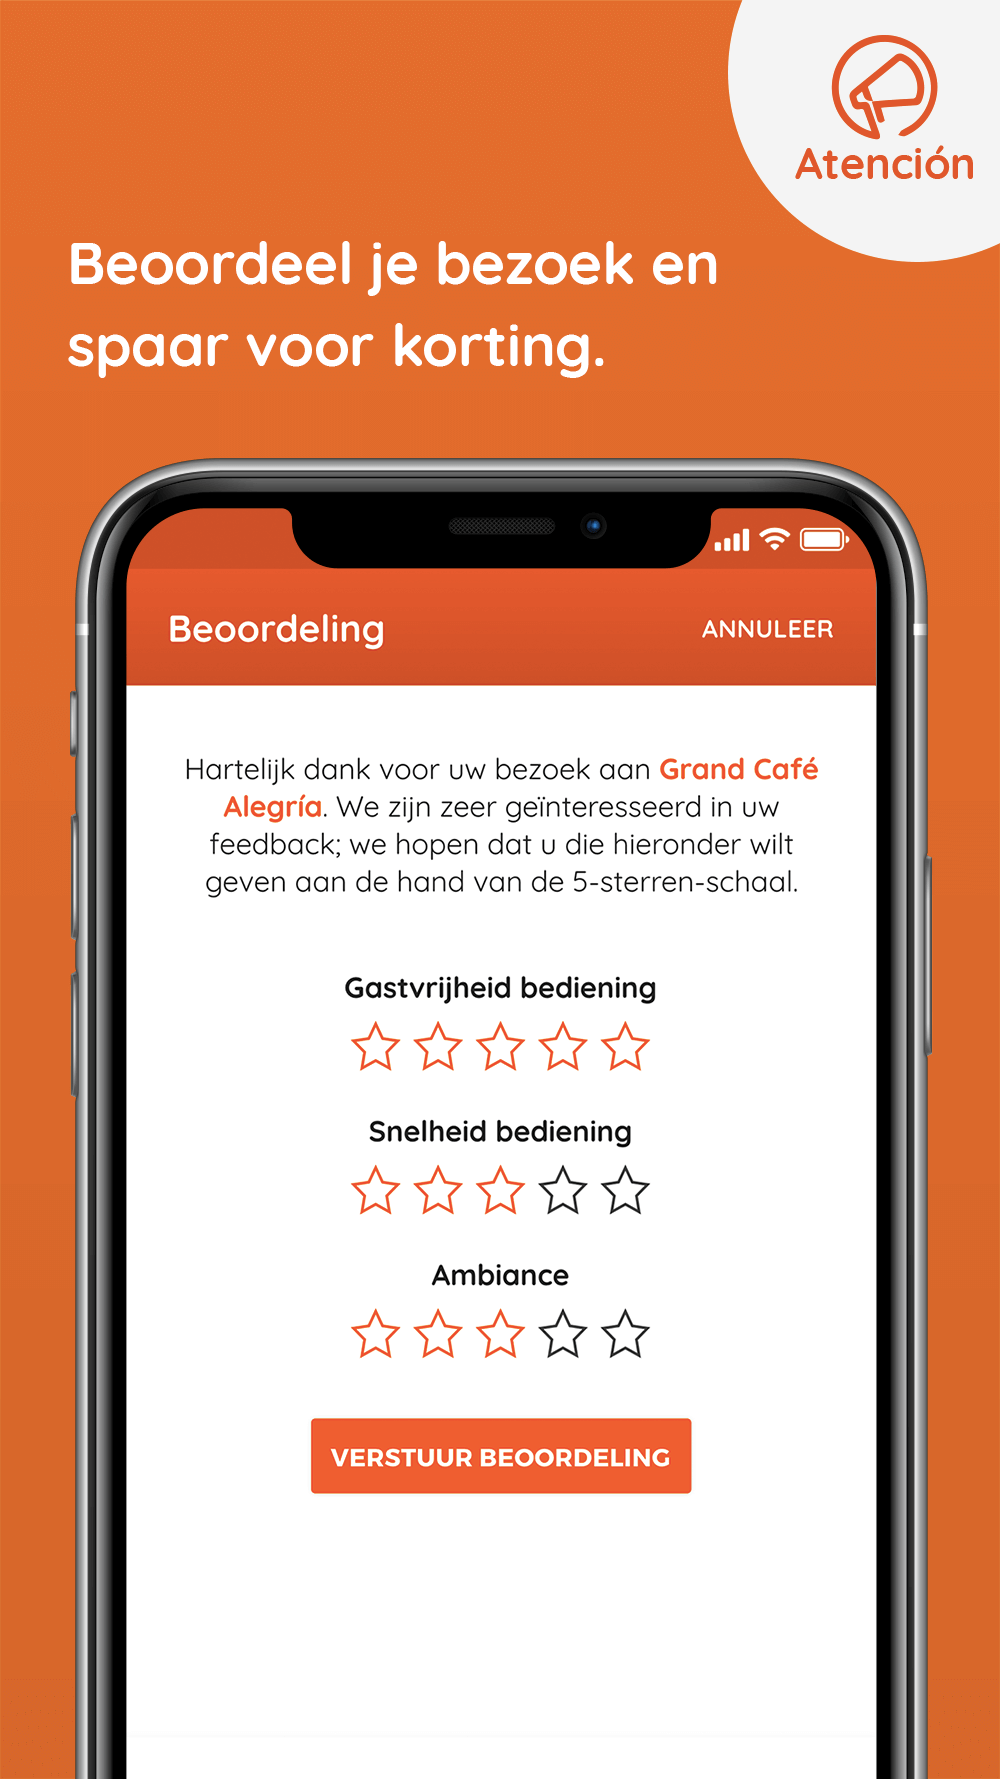 Atención
Beoordeel je bezoek en
spaar voor korting.
Beoordeling
ANNULEER
Hartelijk dank voor uw bezoek aan Grand Café
Alegría. We zijn zeer geïnteresseerd in uw
feedback; we hopen dat u die hieronder wilt
geven aan de hand van de 5-sterren-schaal.
Gastvrijheid bediening
Snelheid bediening
Ambiance
VERSTUUR BEOORDELING